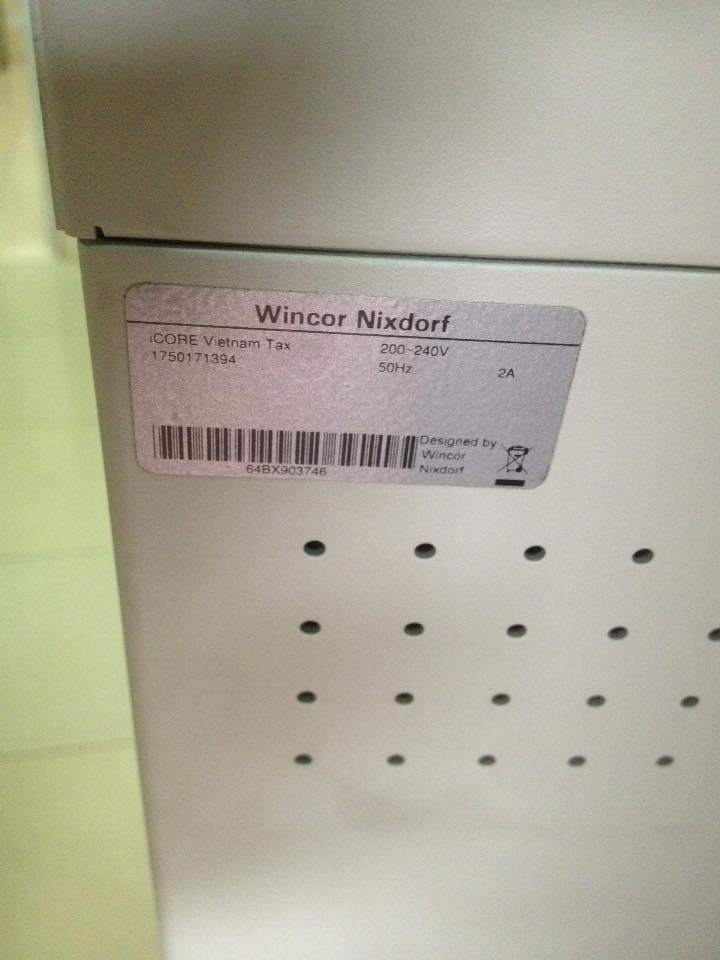 Wincor Nixdorf
iCORE Vietnam Tax 200-240V
1750171394 50Hz 2A
Designed by
Wincor
Nixdorf
64BX903746